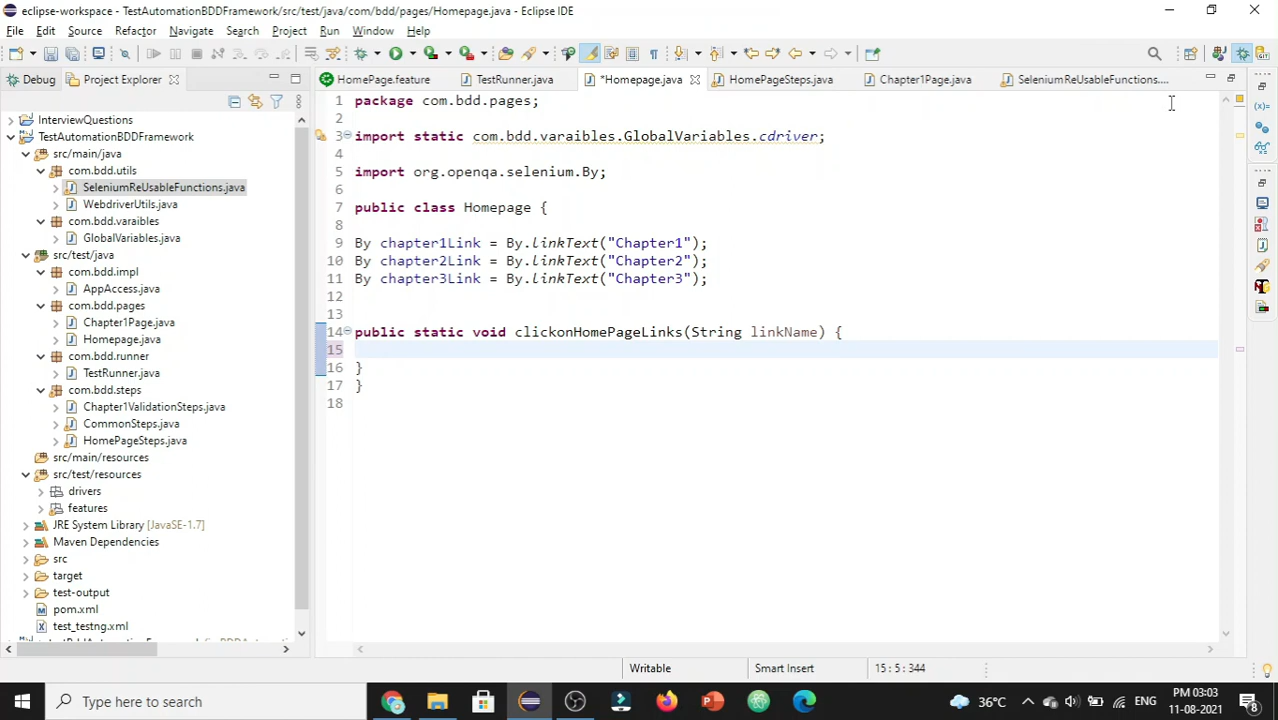 eclipse-workspace - TestAutomationBDDFramework/src/test/java/com/bdd/pages/Homepage.java - Eclipse IDE
File Edit Source Refactor Navigate Search Project Run Window Help
Debug Project Explorer
HomePage.feature TestRunner.java *Homepage.java HomePageSteps.java Chapter1Page.java SeleniumReUsableFunctions....
InterviewQuestions
TestAutomationBDDFramework
src/main/java
com.bdd.utils
SeleniumReUsableFunctions.java
WebdriverUtils.java
com.bdd.varaibles
GlobalVariables.java
src/test/java
com.bdd.impl
AppAccess.java
com.bdd.pages
Chapter1Page.java
Homepage.java
com.bdd.runner
TestRunner.java
com.bdd.steps
Chapter1ValidationSteps.java
CommonSteps.java
HomePageSteps.java
src/main/resources
src/test/resources
drivers
features
JRE System Library [JavaSE-1.7]
Maven Dependencies
src
target
test-output
pom.xml
test_testng.xml
1 package com.bdd.pages;
2
3 import static com.bdd.varaibles.GlobalVariables.cdriver;
4
5 import org.openqa.selenium.By;
6
7 public class Homepage {
8
9 By chapter1Link = By.linkText("Chapter1");
10 By chapter2Link = By.linkText("Chapter2");
11 By chapter3Link = By.linkText("Chapter3");
12
13
14 public static void clickonHomePageLinks(String linkName) {
15
16 }
17 }
18
Writable Smart Insert 15 : 5 : 344
Type here to search
36°C ENG PM 03:03
11-08-2021
8